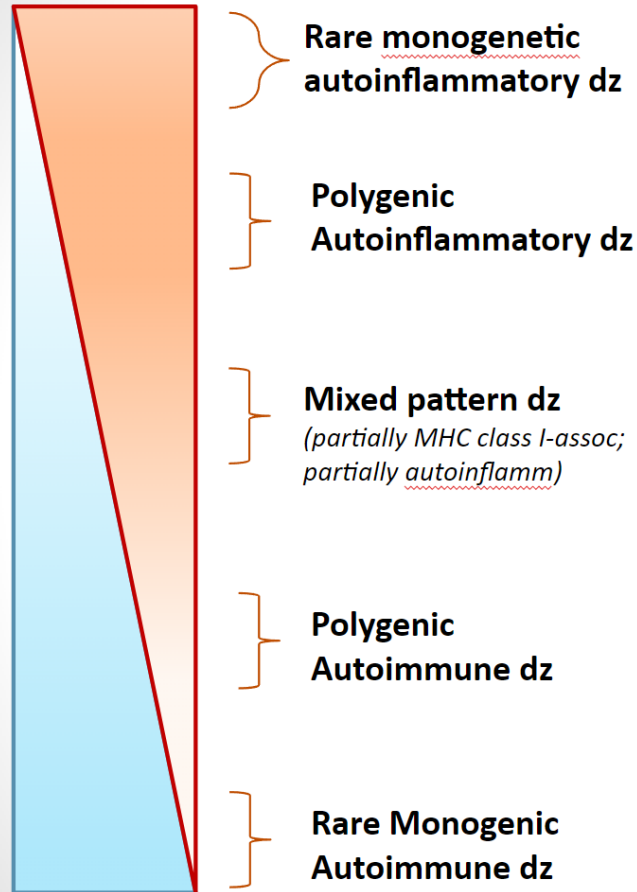 Rare monogenetic
autoinflammatory dz
Polygenic
Autoinflammatory dz
Mixed pattern dz
(partially MHC class I-assoc;
partially autoinflamm)
Polygenic
Autoimmune dz
Rare Monogenic
Autoimmune dz